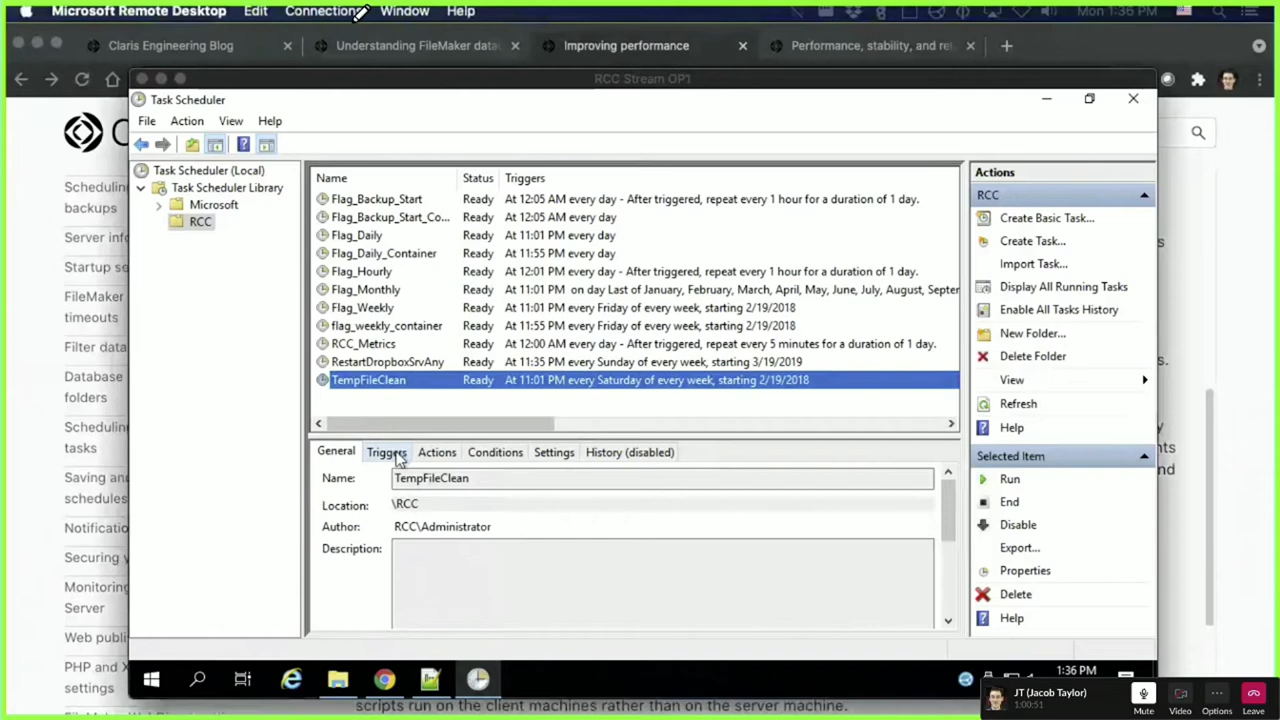 Microsoft Remote Desktop Edit Connections Window Help Mon 1:36 PM
Claris Engineering Blog Understanding FileMaker data Improving performance Performance, stability, and re
RCC Stream OP1
Task Scheduler
File Action View Help
Task Scheduler (Local)
Task Scheduler Library
Microsoft
RCC
Name Status Triggers
Flag_Backup_Start Ready At 12:05 AM every day - After triggered, repeat every 1 hour for a duration of 1 day.
Flag_Backup_Start_Co... Ready At 12:05 AM every day
Flag_Daily Ready At 11:01 PM every day
Flag_Daily_Container Ready At 11:55 PM every day
Flag_Hourly Ready At 12:01 PM every day - After triggered, repeat every 1 hour for a duration of 1 day.
Flag_Monthly Ready At 11:01 PM on day Last of January, February, March, April, May, June, July, August, Septer
Flag_Weekly Ready At 11:01 PM every Friday of every week, starting 2/19/2018
flag_weekly_container Ready At 11:55 PM every Friday of every week, starting 2/19/2018
RCC_Metrics Ready At 12:00 AM every day - After triggered, repeat every 5 minutes for a duration of 1 day.
RestartDropboxSrvAny Ready At 11:35 PM every Sunday of every week, starting 3/19/2019
TempFileClean Ready At 11:01 PM every Saturday of every week, starting 2/19/2018
General Triggers Actions Conditions Settings History (disabled)
Name: TempFileClean
Location: \RCC
Author: RCC\Administrator
Description:
Actions
RCC
Create Basic Task...
Create Task...
Import Task...
Display All Running Tasks
Enable All Tasks History
New Folder...
Delete Folder
View
Refresh
Help
Selected Item
Run
End
Disable
Export...
Properties
Delete
Help
Scheduling
backups
Server info
Startup se
FileMaker
timeouts
Filter data
Database
folders
Scheduling
tasks
Saving and
schedules
Notificatio
Securing y
Monitoring
Server
Web publi
PHP and X
settings
1:36 PM
scripts run on the client machines rather than on the server machine.
JT (Jacob Taylor)
1:00:51
Mute Video Options Leave